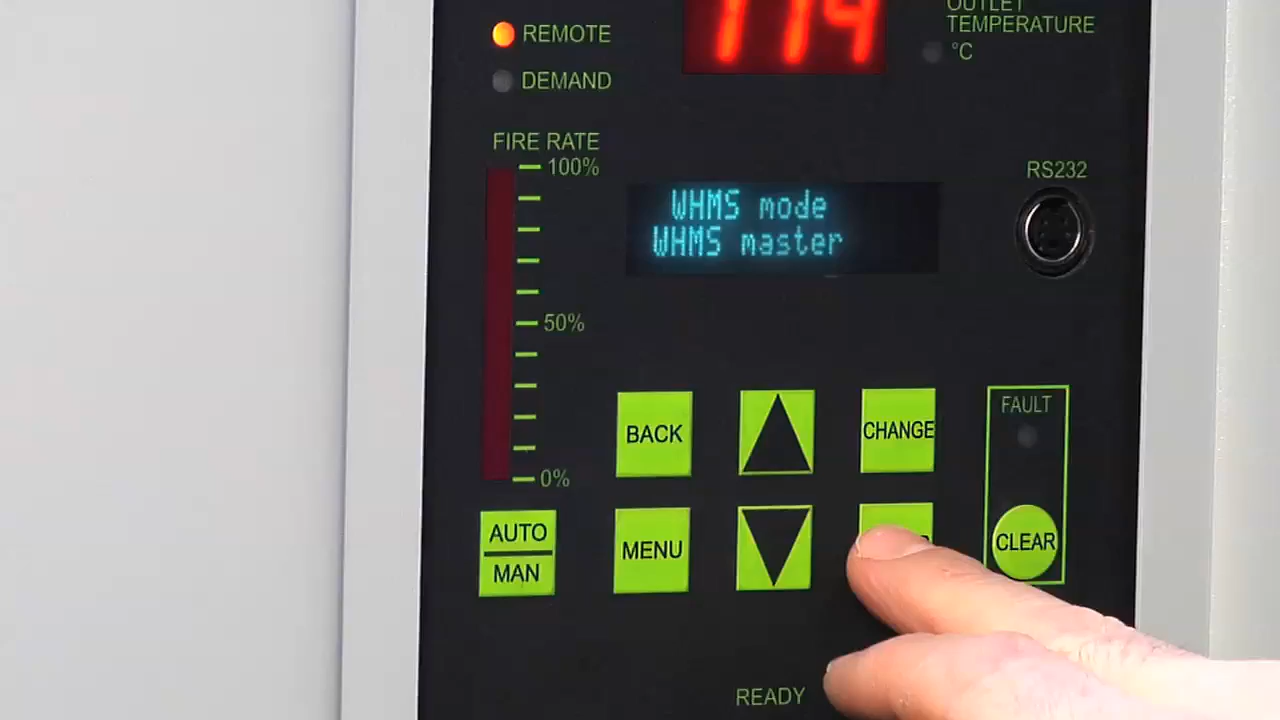 114
OUTLET
TEMPERATURE
°C
REMOTE
DEMAND
FIRE RATE
100%
50%
0%
WHMS mode
WHMS master
RS232
BACK
CHANGE
FAULT
AUTO
MAN
MENU
CLEAR
READY